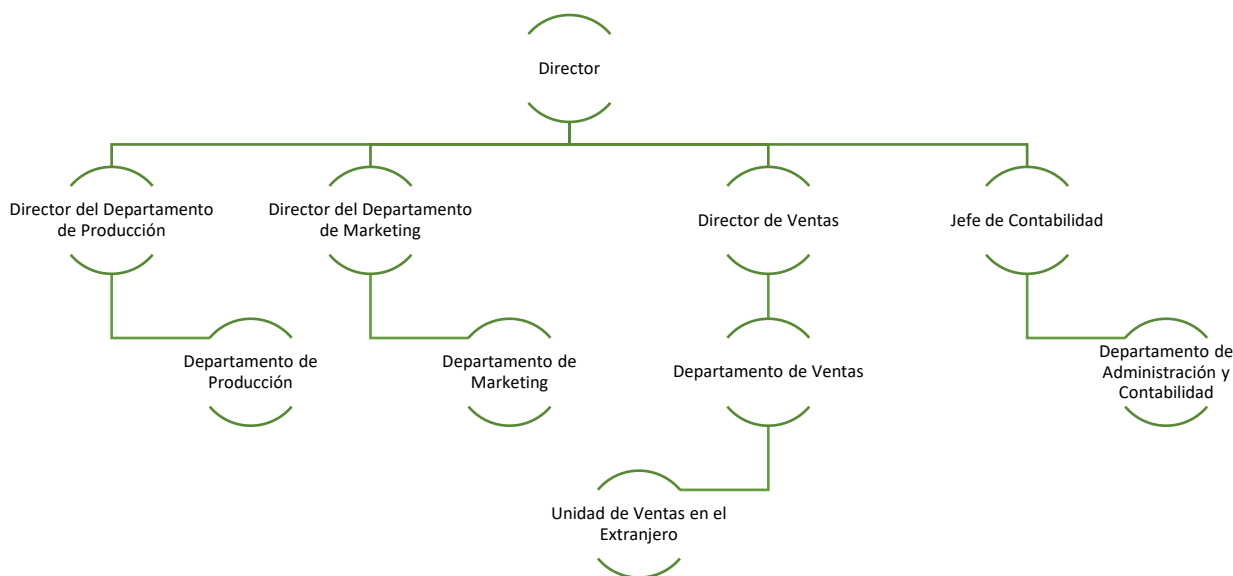 Director
Director del Departamento
de Producción
Director del Departamento
de Marketing
Director de Ventas
Jefe de Contabilidad
Departamento de
Producción
Departamento de
Marketing
Departamento de Ventas
Departamento de
Administración y
Contabilidad
Unidad de Ventas en el
Extranjero